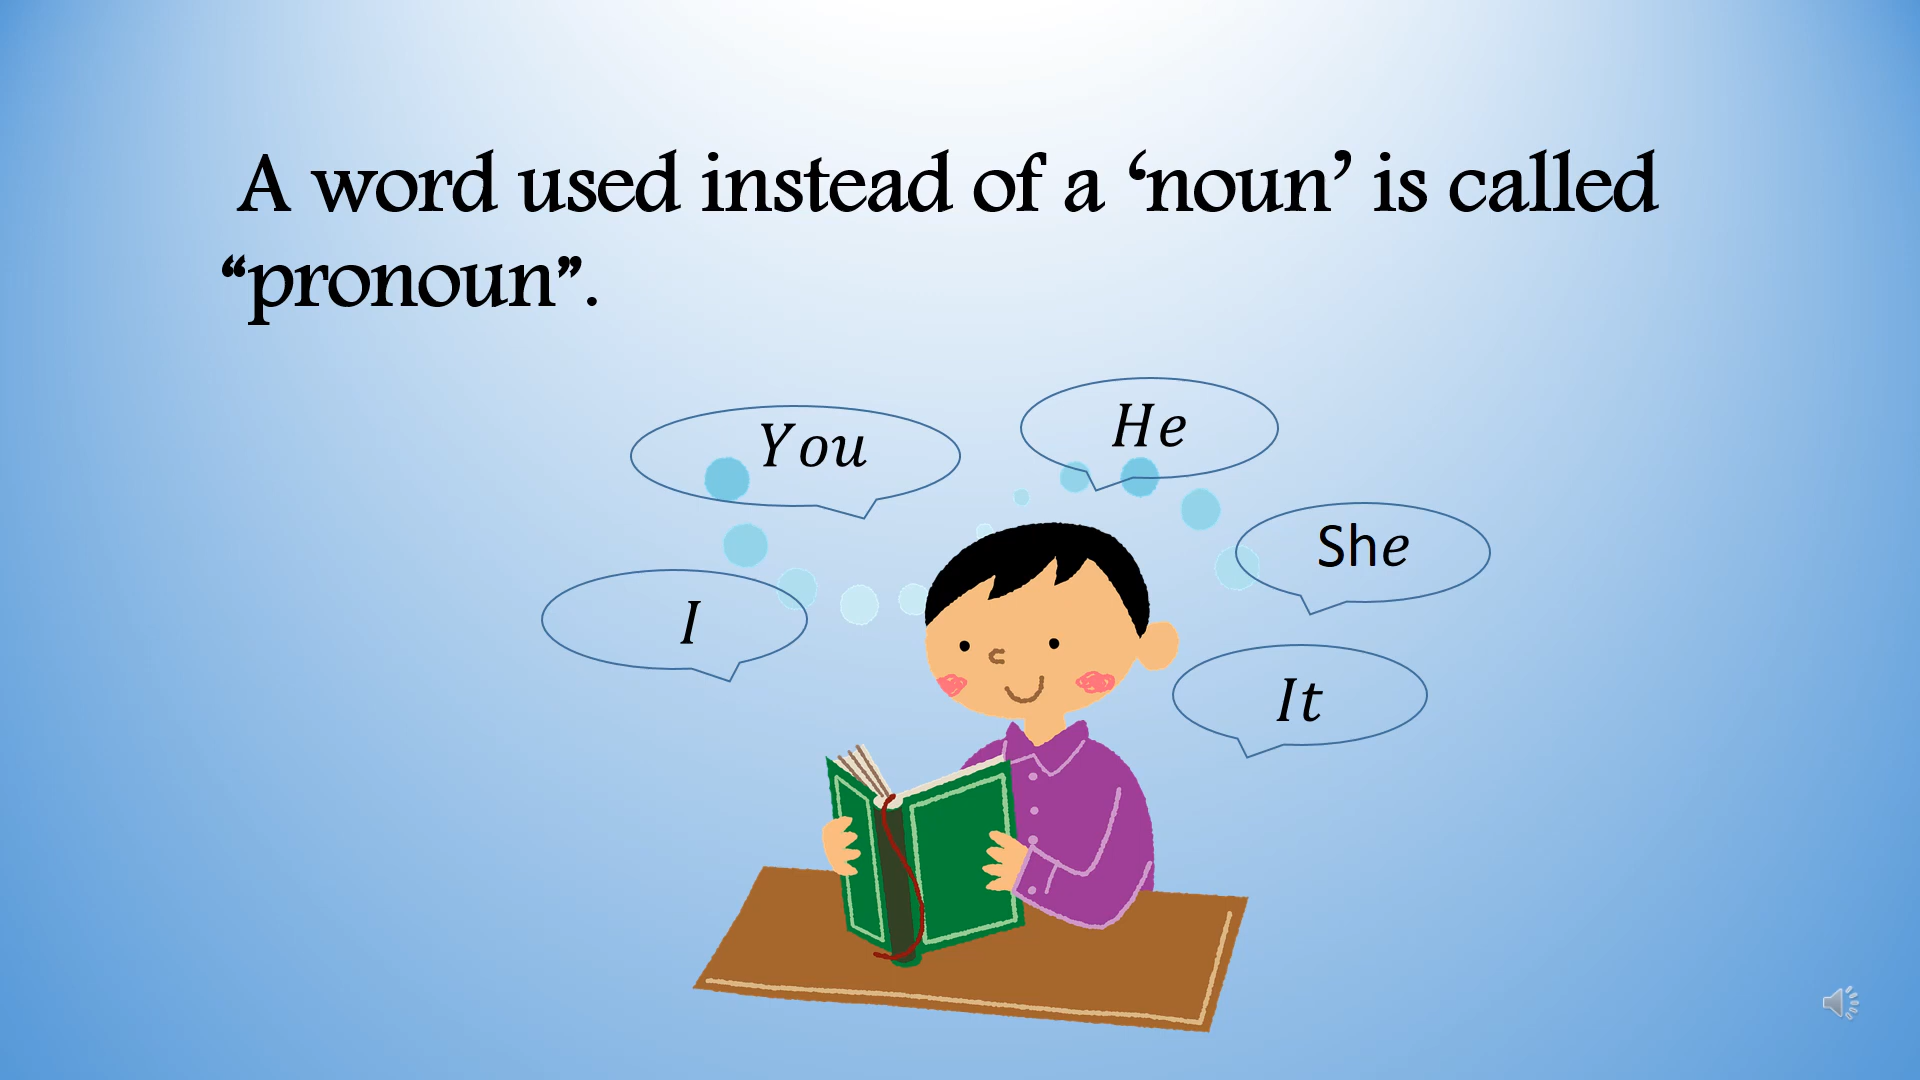 A word used instead of a ‘noun’ is called
“pronoun”.
You
He
She
I
It